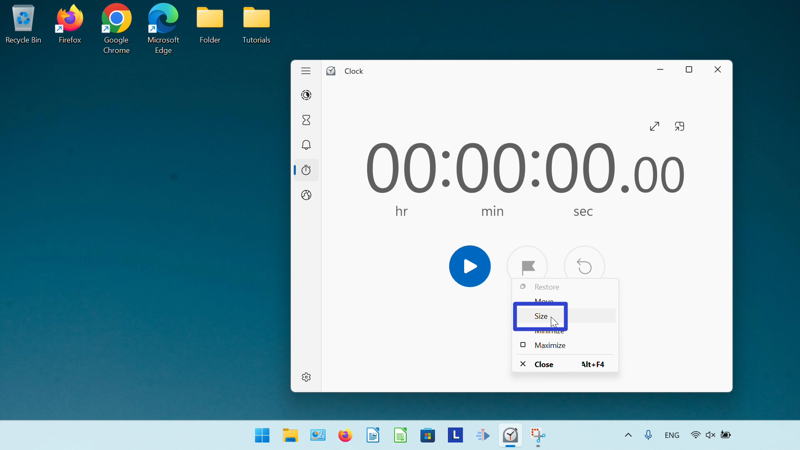 Recycle Bin
Firefox
Google
Chrome
Microsoft
Edge
Folder
Tutorials
Clock
00:00:00.00
hr min sec
Restore
Move
Size
Minimize
Maximize
Close Alt+F4
L
ENG